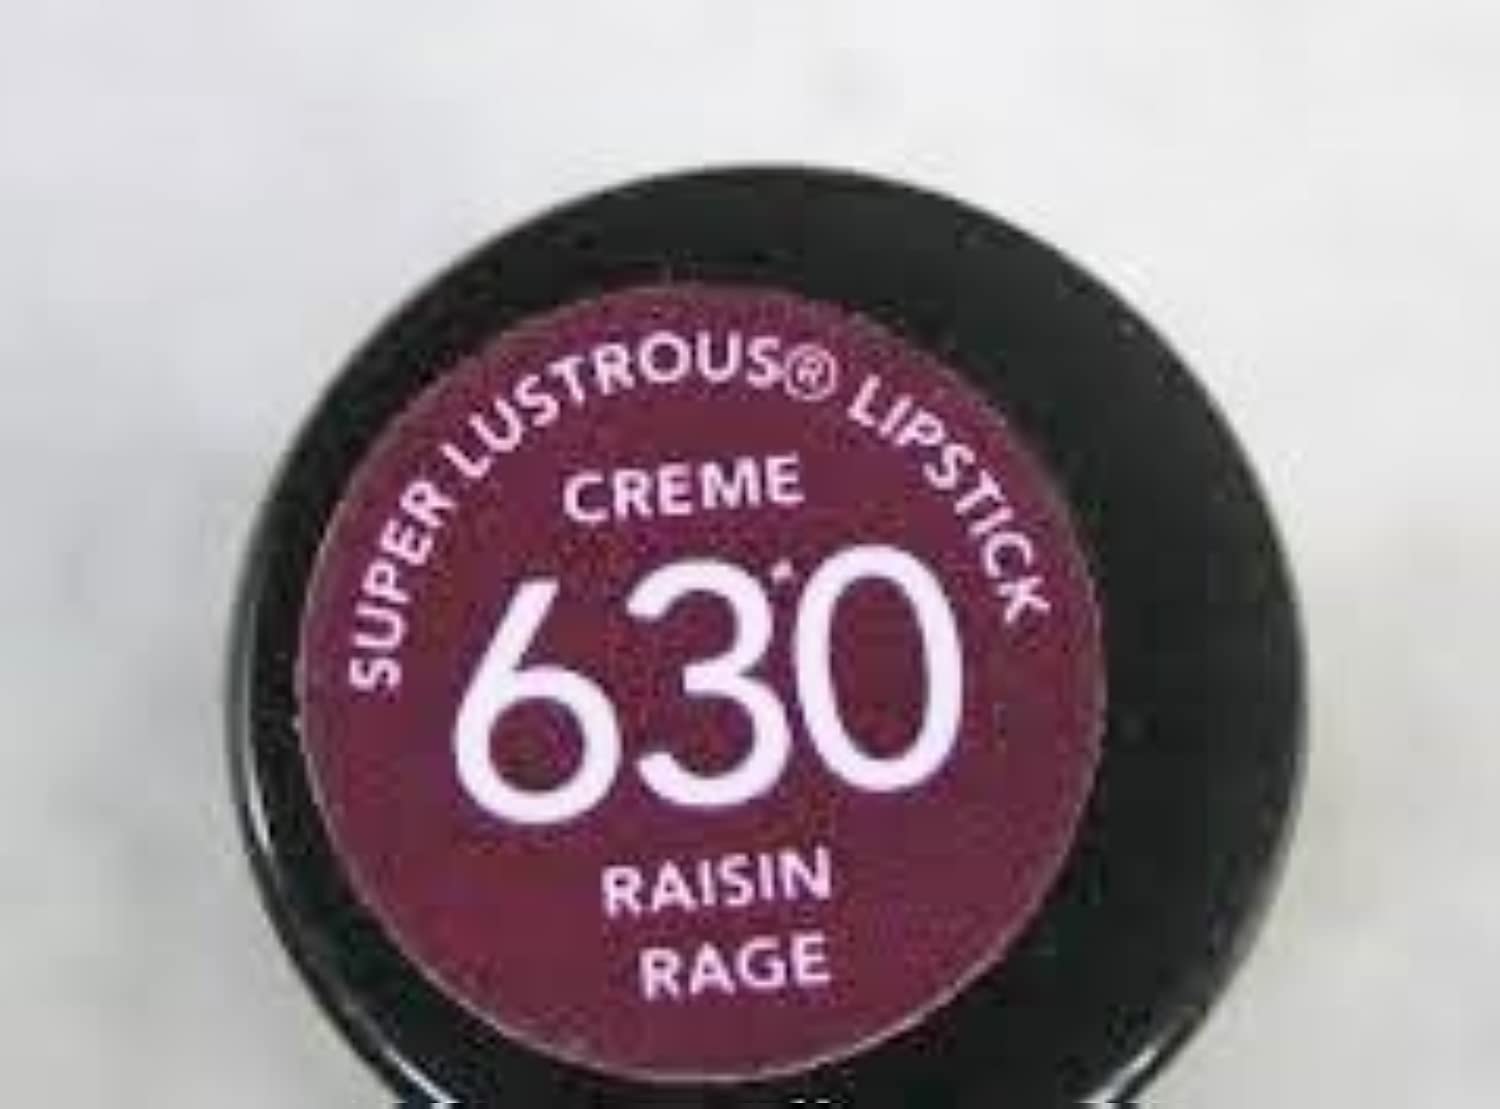 SUPER LUSTROUS® LIPSTICK
CREME
630
RAISIN
RAGE